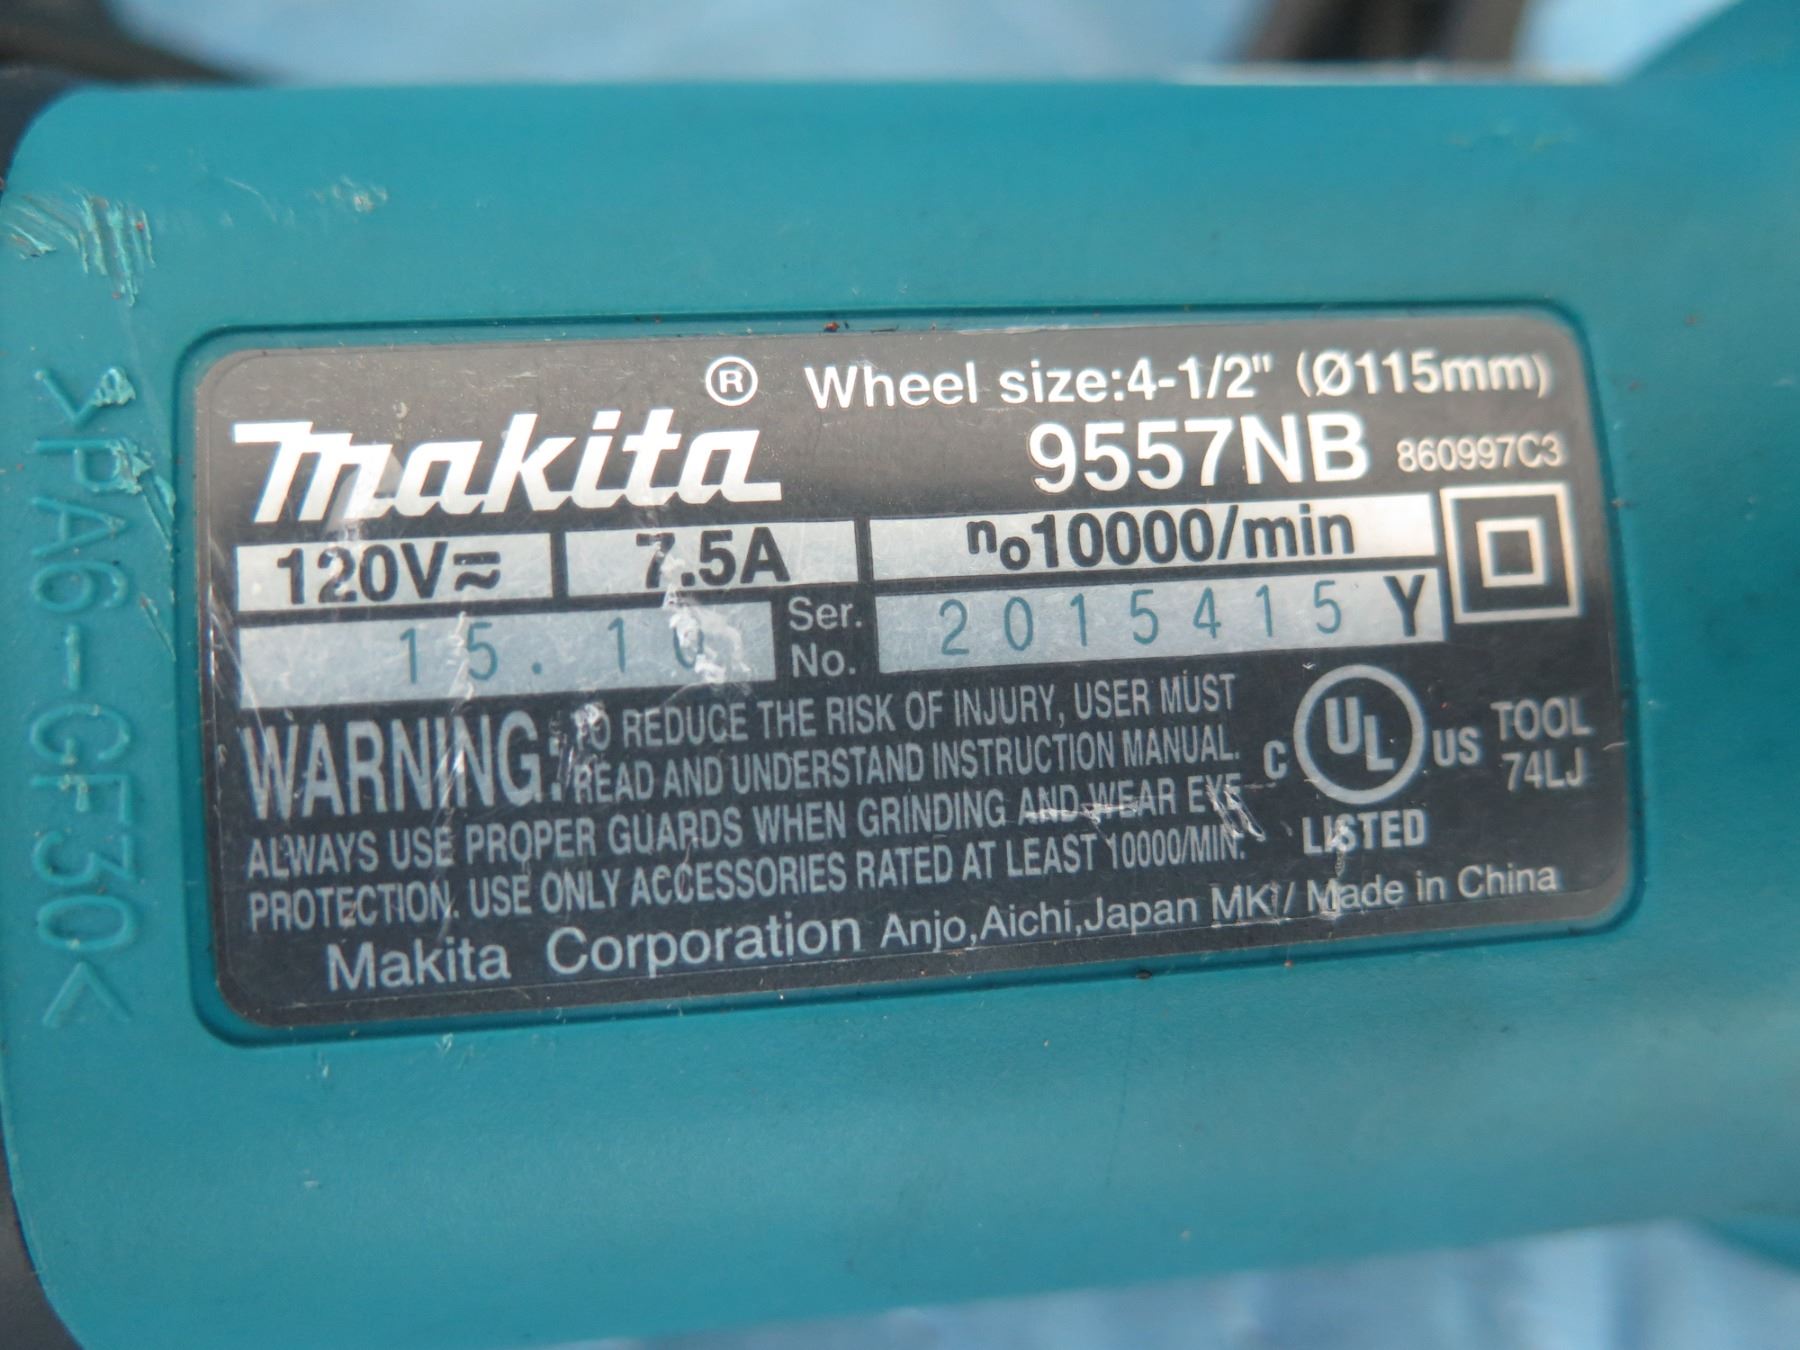 ® Wheel size:4-1/2" (Ø115mm)
makita 9557NB 860997C3
120V≂ 7.5A no10000/min
15.10 Ser. No. 2015415 Y
WARNING: TO REDUCE THE RISK OF INJURY, USER MUST
READ AND UNDERSTAND INSTRUCTION MANUAL.
ALWAYS USE PROPER GUARDS WHEN GRINDING AND WEAR EYE
PROTECTION. USE ONLY ACCESSORIES RATED AT LEAST 10000/MIN.
C UL US TOOL
74LJ
LISTED
Makita Corporation Anjo,Aichi,Japan MK / Made in China
>PA6-GF30<